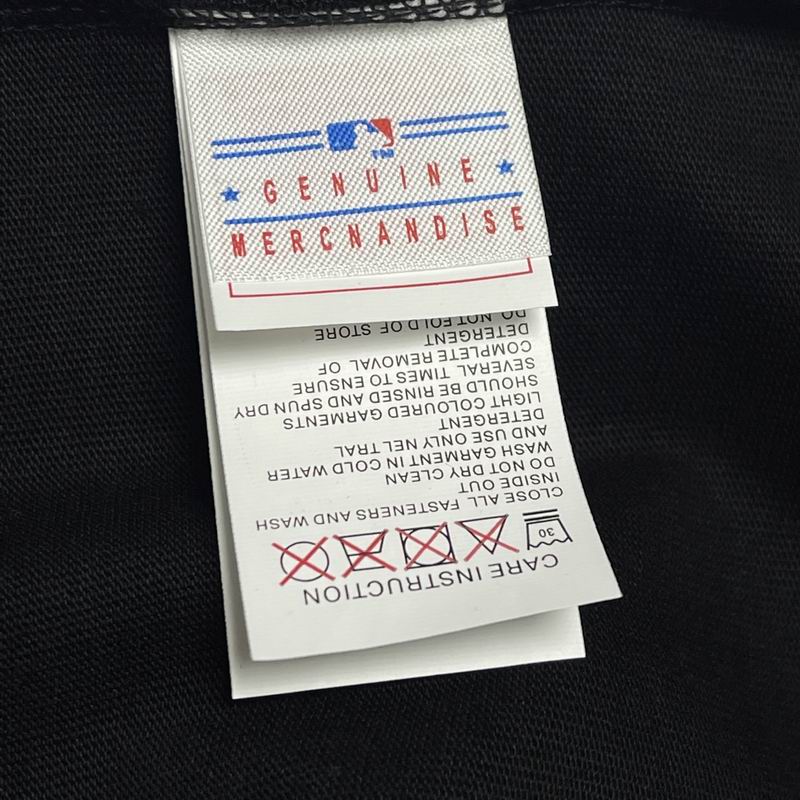 TM
GENUINE
MERCNANDISE
CARE INSTRUCTION
30
CLOSE ALL FASTENERS AND WASH
INSIDE OUT
DO NOT DRY CLEAN
WASH GARMENT IN COLD WATER
AND USE ONLY NEL TRAL
DETERGENT
LIGHT COLOURED GARMENTS
SHOULD BE RINSED AND SPUN DRY
SEVERAL TIMES TO ENSURE
COMPLETE REMOVAL OF
DETERGENT
DO NOT FOLD OF STORE